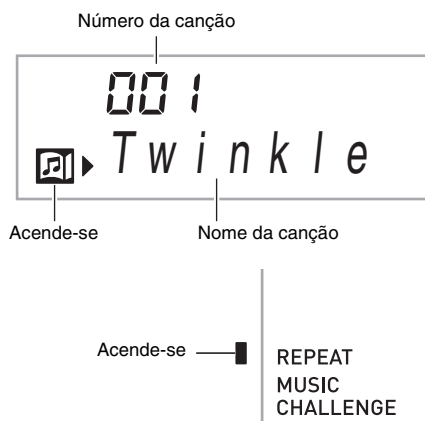 Número da canção
001
Twinkle
Acende-se
Nome da canção
Acende-se
REPEAT
MUSIC
CHALLENGE